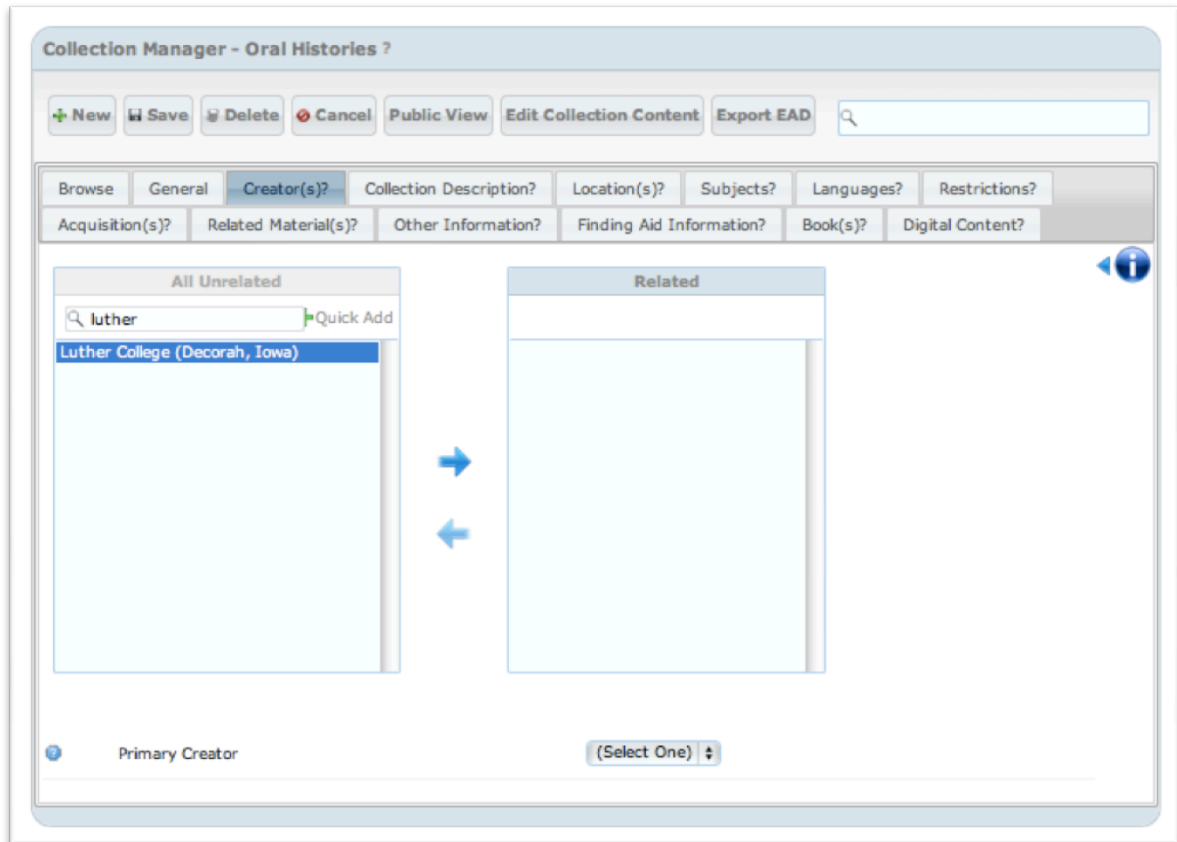 Collection Manager - Oral Histories ?
New Save Delete Cancel Public View Edit Collection Content Export EAD
Browse General Creator(s)? Collection Description? Location(s)? Subjects? Languages? Restrictions?
Acquisition(s)? Related Material(s)? Other Information? Finding Aid Information? Book(s)? Digital Content?
All Unrelated Related
luther Quick Add
Luther College (Decorah, Iowa)
Primary Creator (Select One)